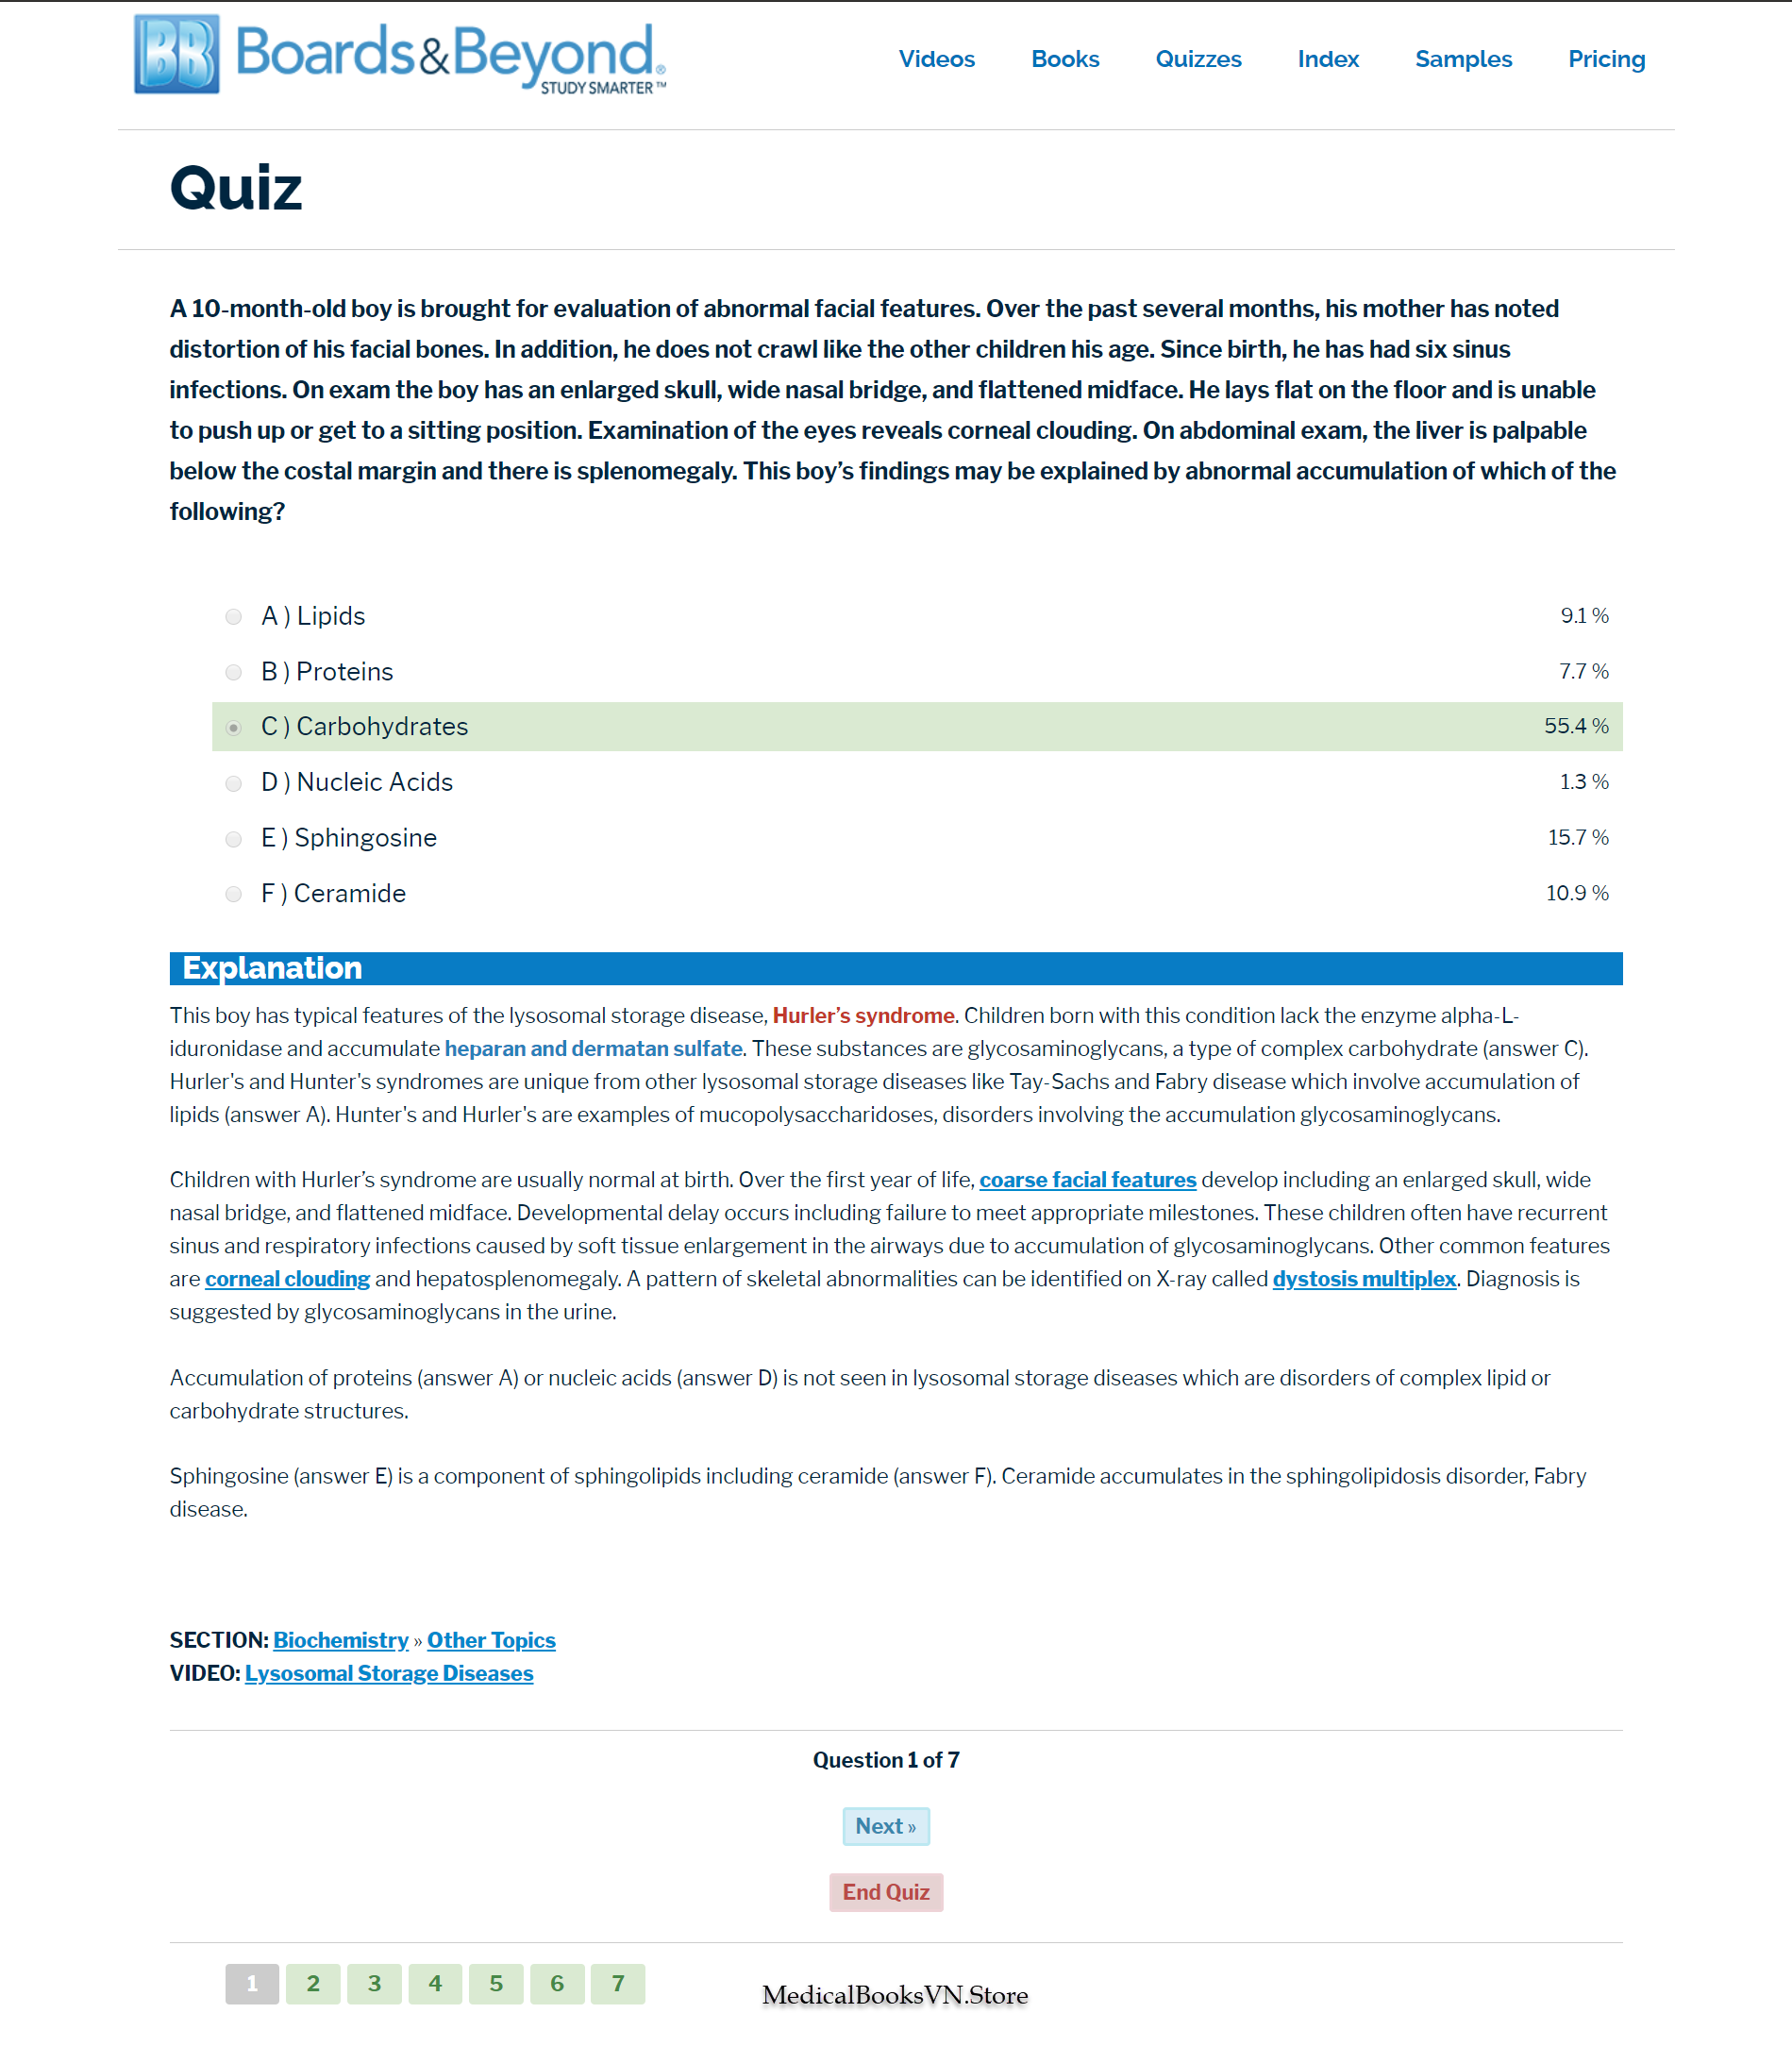 BB Boards&Beyond®
STUDY SMARTER™
Videos Books Quizzes Index Samples Pricing
Quiz
A 10-month-old boy is brought for evaluation of abnormal facial features. Over the past several months, his mother has noted
distortion of his facial bones. In addition, he does not crawl like the other children his age. Since birth, he has had six sinus
infections. On exam the boy has an enlarged skull, wide nasal bridge, and flattened midface. He lays flat on the floor and is unable
to push up or get to a sitting position. Examination of the eyes reveals corneal clouding. On abdominal exam, the liver is palpable
below the costal margin and there is splenomegaly. This boy’s findings may be explained by abnormal accumulation of which of the
following?
A ) Lipids 9.1 %
B ) Proteins 7.7 %
C ) Carbohydrates 55.4 %
D ) Nucleic Acids 1.3 %
E ) Sphingosine 15.7 %
F ) Ceramide 10.9 %
Explanation
This boy has typical features of the lysosomal storage disease, Hurler’s syndrome. Children born with this condition lack the enzyme alpha-L-
iduronidase and accumulate heparan and dermatan sulfate. These substances are glycosaminoglycans, a type of complex carbohydrate (answer C).
Hurler's and Hunter's syndromes are unique from other lysosomal storage diseases like Tay-Sachs and Fabry disease which involve accumulation of
lipids (answer A). Hunter's and Hurler's are examples of mucopolysaccharidoses, disorders involving the accumulation glycosaminoglycans.
Children with Hurler’s syndrome are usually normal at birth. Over the first year of life, coarse facial features develop including an enlarged skull, wide
nasal bridge, and flattened midface. Developmental delay occurs including failure to meet appropriate milestones. These children often have recurrent
sinus and respiratory infections caused by soft tissue enlargement in the airways due to accumulation of glycosaminoglycans. Other common features
are corneal clouding and hepatosplenomegaly. A pattern of skeletal abnormalities can be identified on X-ray called dystosis multiplex. Diagnosis is
suggested by glycosaminoglycans in the urine.
Accumulation of proteins (answer A) or nucleic acids (answer D) is not seen in lysosomal storage diseases which are disorders of complex lipid or
carbohydrate structures.
Sphingosine (answer E) is a component of sphingolipids including ceramide (answer F). Ceramide accumulates in the sphingolipidosis disorder, Fabry
disease.
SECTION: Biochemistry » Other Topics
VIDEO: Lysosomal Storage Diseases
Question 1 of 7
Next »
End Quiz
1 2 3 4 5 6 7
MedicalBooksVN.Store